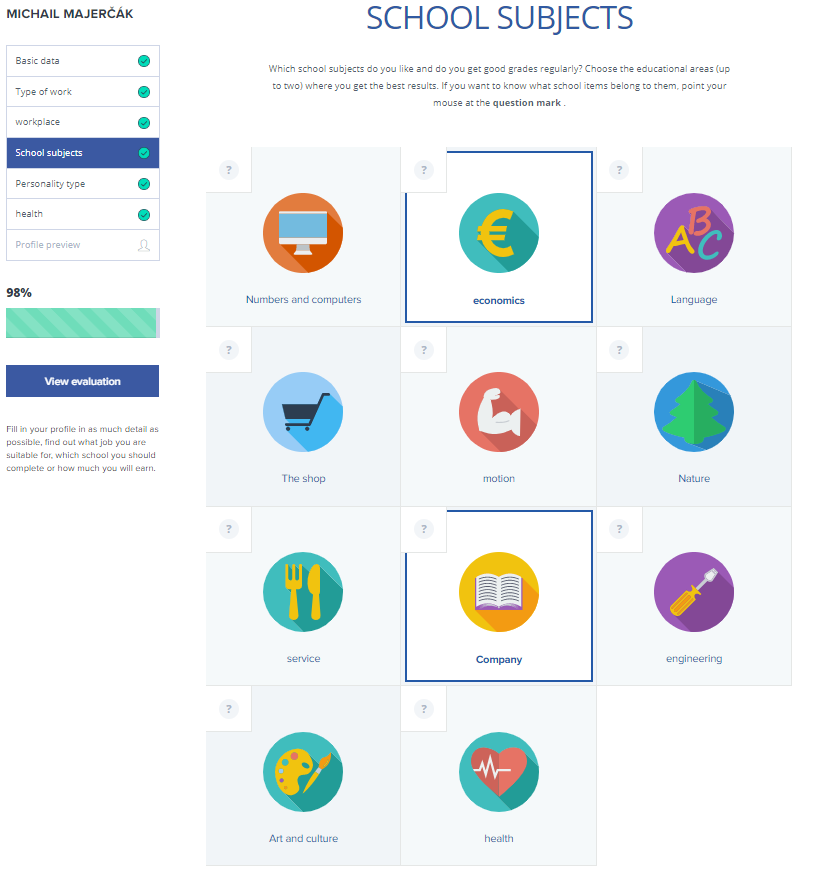 MICHAIL MAJERČÁK
Basic data
Type of work
workplace
School subjects
Personality type
health
Profile preview
98%
View evaluation
Fill in your profile in as much detail as
possible, find out what job you are
suitable for, which school you should
complete or how much you will earn.
SCHOOL SUBJECTS
Which school subjects do you like and do you get good grades regularly? Choose the educational areas (up
to two) where you get the best results. If you want to know what school items belong to them, point your
mouse at the question mark .
? ? ?
€ A B C
Numbers and computers economics Language
? ? ?
The shop motion Nature
? ? ?
service Company engineering
? ?
Art and culture health